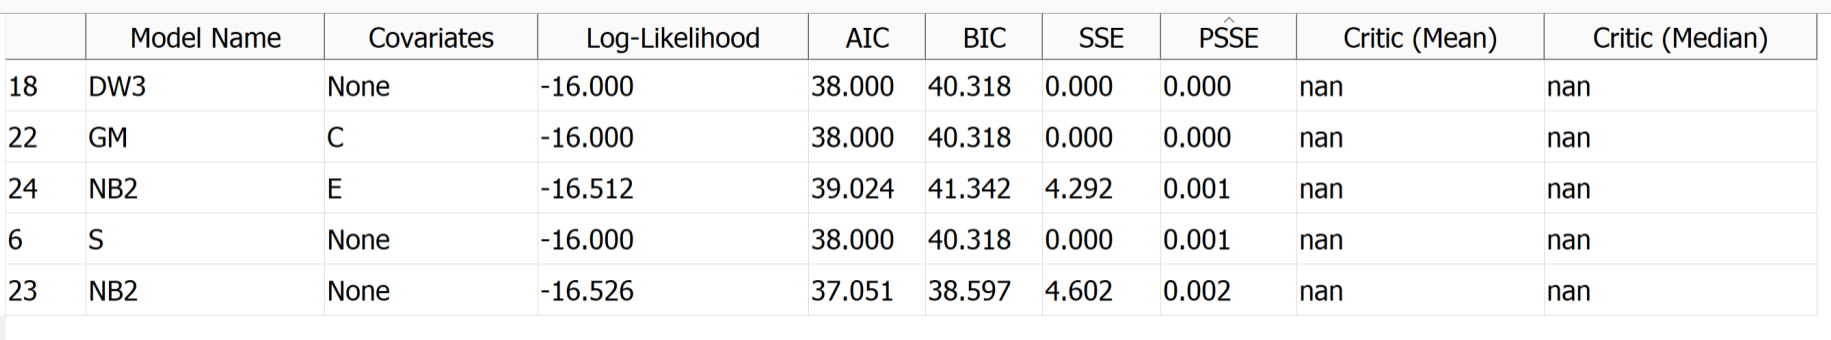 Model Name Covariates Log-Likelihood AIC BIC SSE PSSE Critic (Mean) Critic (Median)
18 DW3 None -16.000 38.000 40.318 0.000 0.000 nan nan
22 GM C -16.000 38.000 40.318 0.000 0.000 nan nan
24 NB2 E -16.512 39.024 41.342 4.292 0.001 nan nan
6 S None -16.000 38.000 40.318 0.000 0.001 nan nan
23 NB2 None -16.526 37.051 38.597 4.602 0.002 nan nan